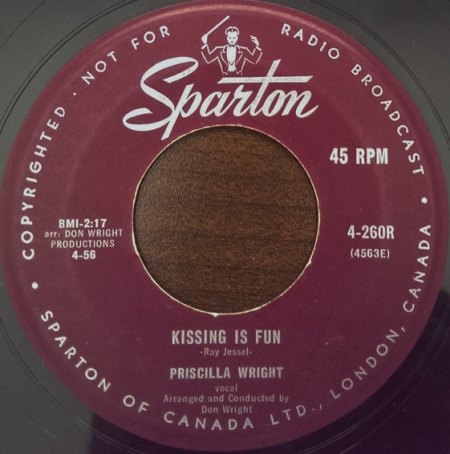 COPYRIGHTED · NOT FOR RADIO BROADCAST ·
Sparton
45 RPM
BMI-2:17
arr: DON WRIGHT
PRODUCTIONS
4-56
4-260R
(4563E)
KISSING IS FUN
-Ray Jessel-
PRISCILLA WRIGHT
vocal
Arranged and Conducted by
Don Wright
· SPARTON OF CANADA LTD., LONDON, CANADA ·